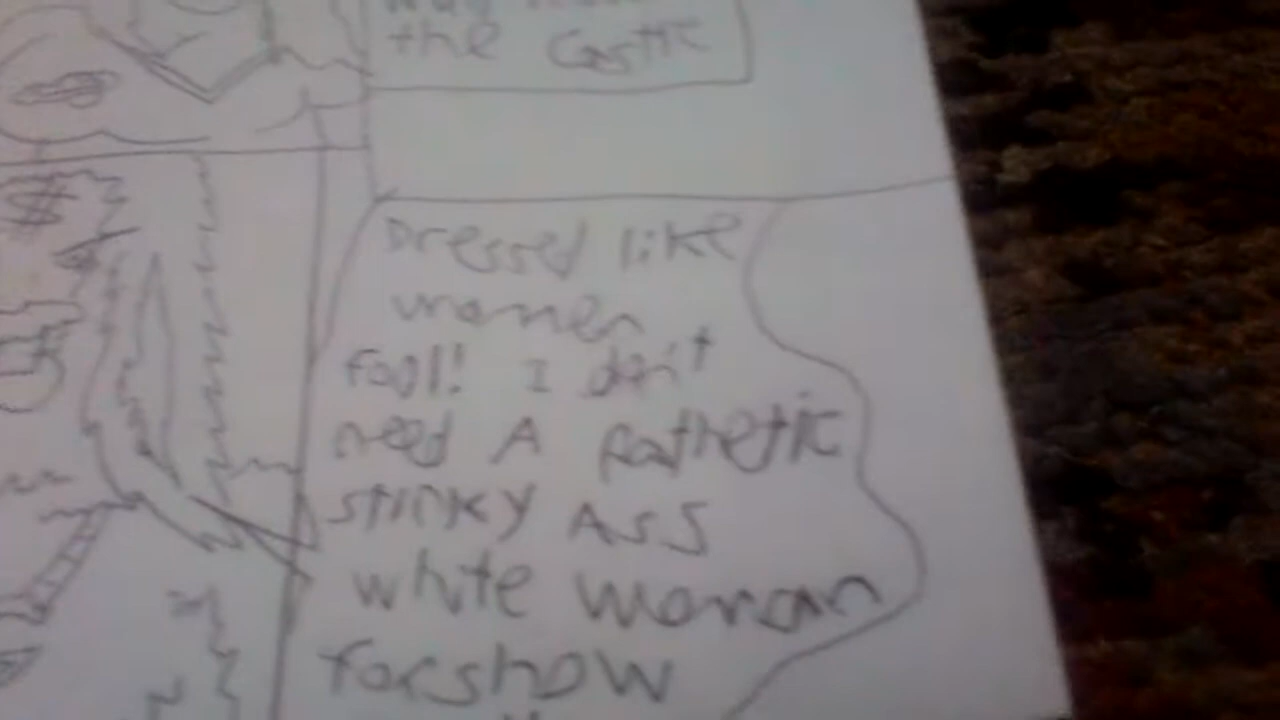 the Castle
Dressed like
women
fool! I don't
need A pathetic
stinky Ass
white woman
for show
$